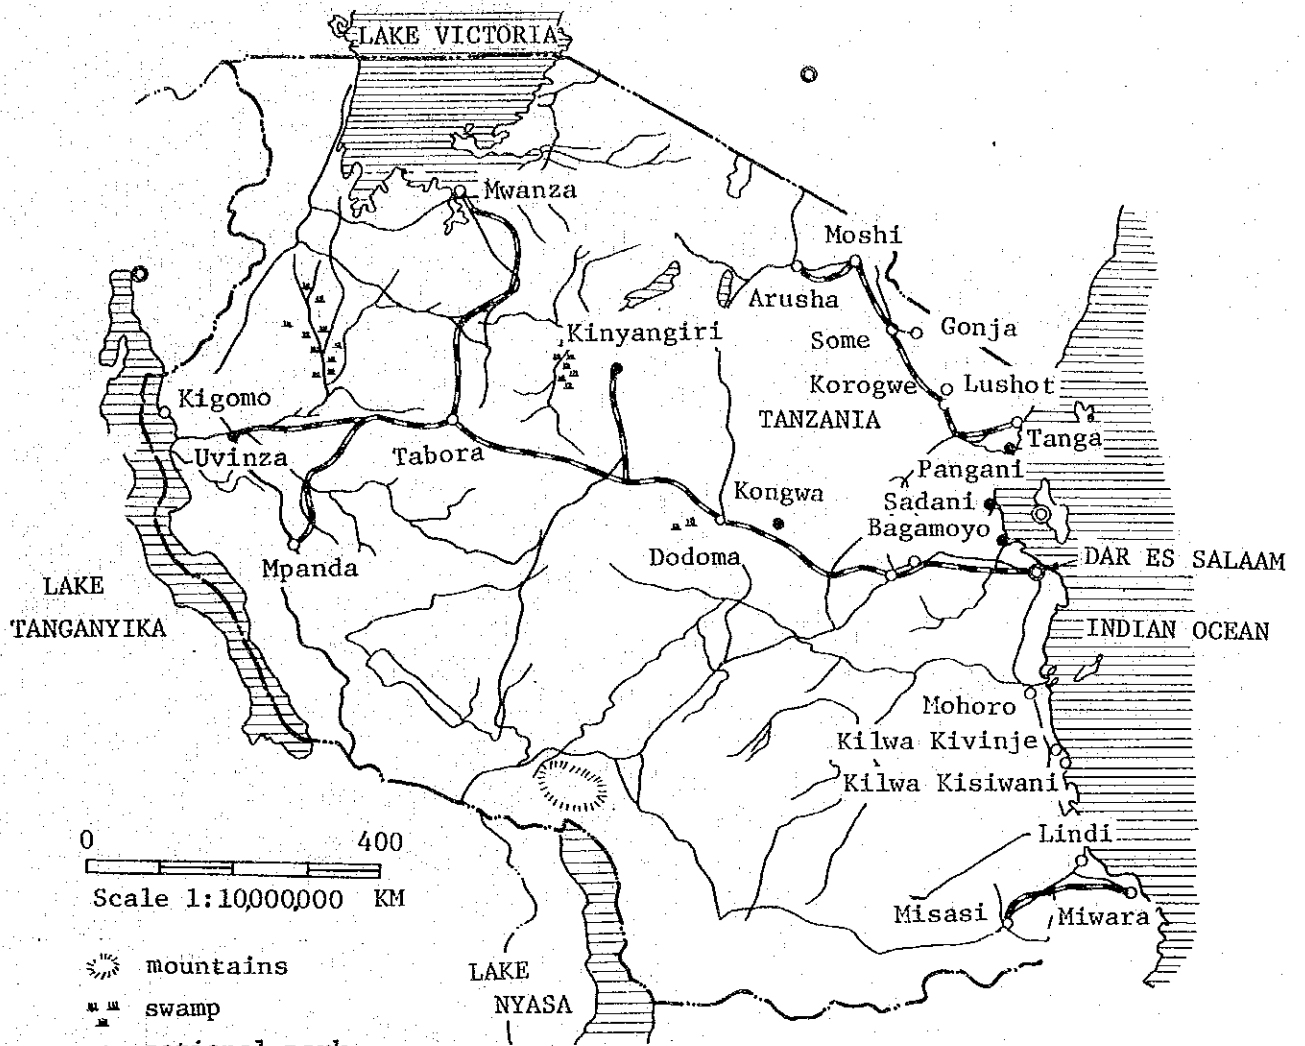 LAKE VICTORIA
Mwanza
Moshi
Arusha
Kinyangiri
Some
Gonja
Korogwe
Lushot
Kigomo
TANZANIA
Uvinza
Tabora
Tanga
Pangani
Kongwa
Sadani
Bagamoyo
Dodoma
Mpanda
DAR ES SALAAM
LAKE
TANGANYIKA
INDIAN OCEAN
Mohoro
Kilwa Kivinje
Kilwa Kisiwani
0 400
Scale 1:10,000,000 KM
Lindi
Misasi
Miwara
mountains
LAKE
NYASA
swamp